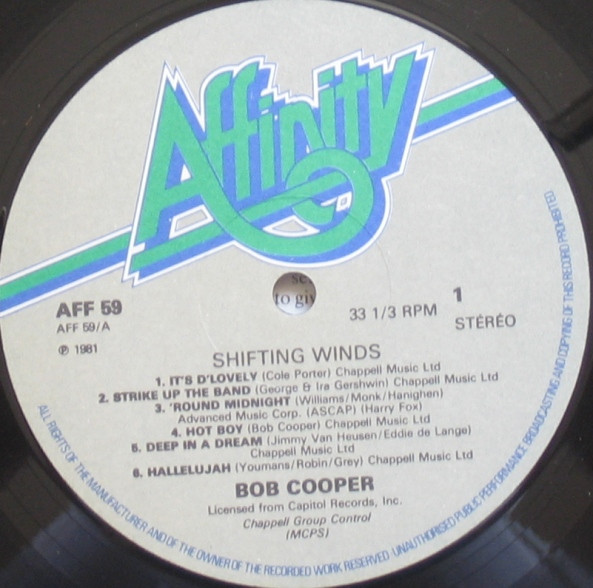 Affinity
se
to giv
AFF 59
AFF 59/A
℗ 1981
33 1/3 RPM
1
STÉRÉO
SHIFTING WINDS
1. IT'S D'LOVELY (Cole Porter) Chappell Music Ltd
2. STRIKE UP THE BAND (George & Ira Gershwin) Chappell Music Ltd
3. 'ROUND MIDNIGHT (Williams/Monk/Hanighen)
Advanced Music Corp. (ASCAP) (Harry Fox)
4. HOT BOY (Bob Cooper) Chappell Music Ltd
5. DEEP IN A DREAM (Jimmy Van Heusen/Eddie de Lange)
Chappell Music Ltd
6. HALLELUJAH (Youmans/Robin/Grey) Chappell Music Ltd
BOB COOPER
Licensed from Capitol Records, Inc.
Chappell Group Control
(MCPS)
ALL RIGHTS OF THE MANUFACTURER AND OF THE OWNER OF THE RECORDED WORK RESERVED UNAUTHORISED PUBLIC PERFORMANCE BROADCASTING AND COPYING OF THIS RECORD PROHIBITED